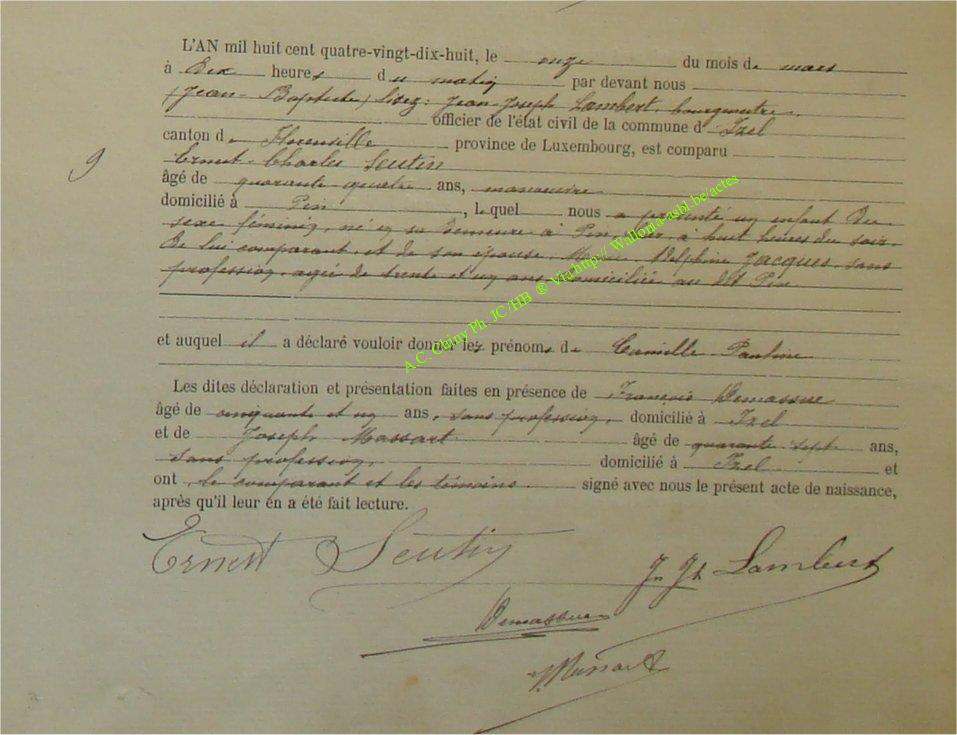 L'AN mil huit cent quatre-vingt-dix-huit, le onze du mois de mars
à Dix heures du matin par devant nous
(Jean-Baptiste) lisez: Jean-Joseph Lambert, bourgmestre,
officier de l'état civil de la commune d'Izel
canton de Florenville province de Luxembourg, est comparu
9
Ernest-Charles Seutin
âgé de quarante quatre ans, manoeuvre
domicilié à Pin, lequel nous a présenté un enfant du
sexe féminin, né en sa demeure à Pin, hier, à huit heures du soir,
de lui comparant, et de son épouse, Delphine Jacques, sans
profession, agée de trente et un ans domiciliée au dit Pin
et auquel il a déclaré vouloir donner les prénoms de Camille Pauline
Les dites déclaration et présentation faites en présence de François Demassue
âgé de cinquante et un ans, sans profession, domicilié à Izel
et de Joseph Massart âgé de quarante sept ans,
sans profession, domicilié à Izel et
ont, le comparant et les témoins signé avec nous le présent acte de naissance,
après qu'il leur en a été fait lecture.
Ernest Seutin
Jn Jh Lambert
Demassue
J. Massart
A.C. Chiny Ph. JC /HB ® Via http:// Wallonia-asbl.be/actes